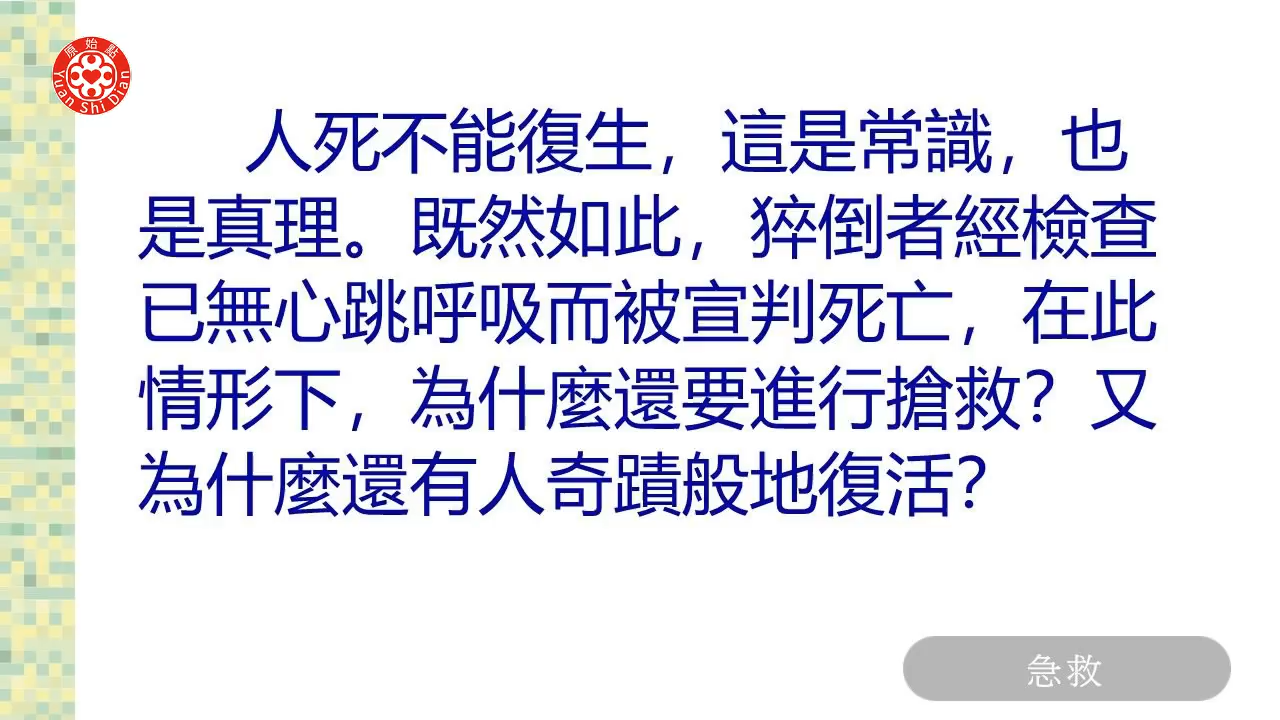 原始點
Yuan Shi Dian
人死不能復生，這是常識，也
是真理。既然如此，猝倒者經檢查
已無心跳呼吸而被宣判死亡，在此
情形下，為什麼還要進行搶救？又
為什麼還有人奇蹟般地復活？
急救